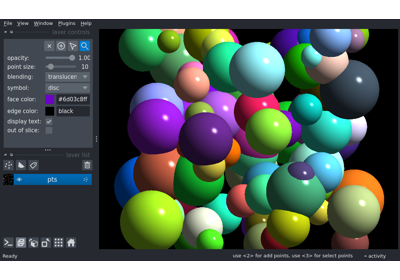 File View Window Plugins Help
layer controls
opacity: 1.00
point size: 10
blending: translucen
symbol: disc
face color: #6d03c8ff
edge color: black
display text:
out of slice:
layer list
pts
Ready
use <2> for add points, use <3> for select points
activity